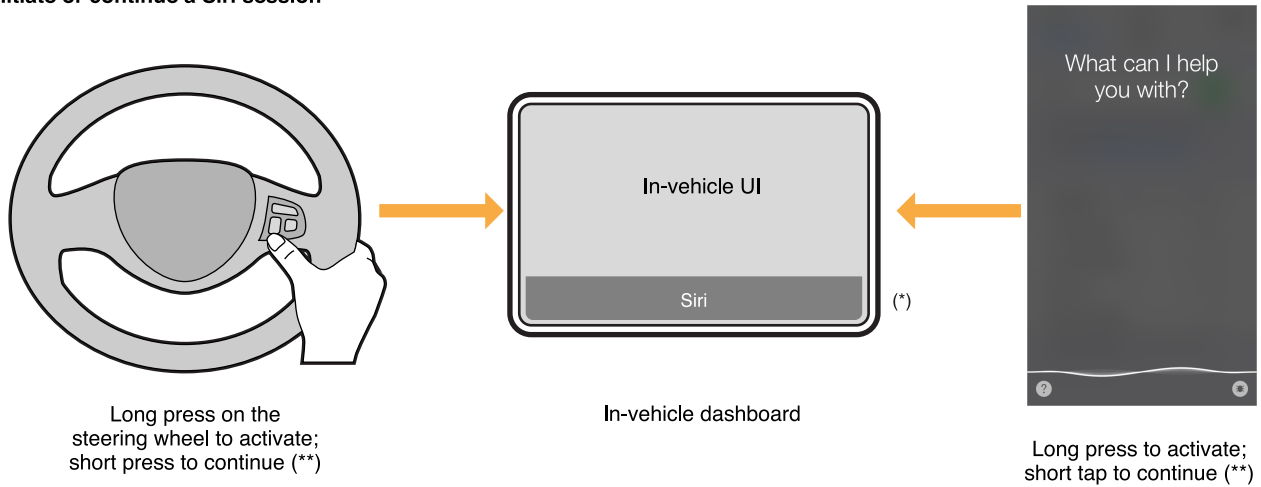 What can I help
you with?
In-vehicle UI
Siri
(*)
?
Long press on the
steering wheel to activate;
short press to continue (**)
In-vehicle dashboard
Long press to activate;
short tap to continue (**)